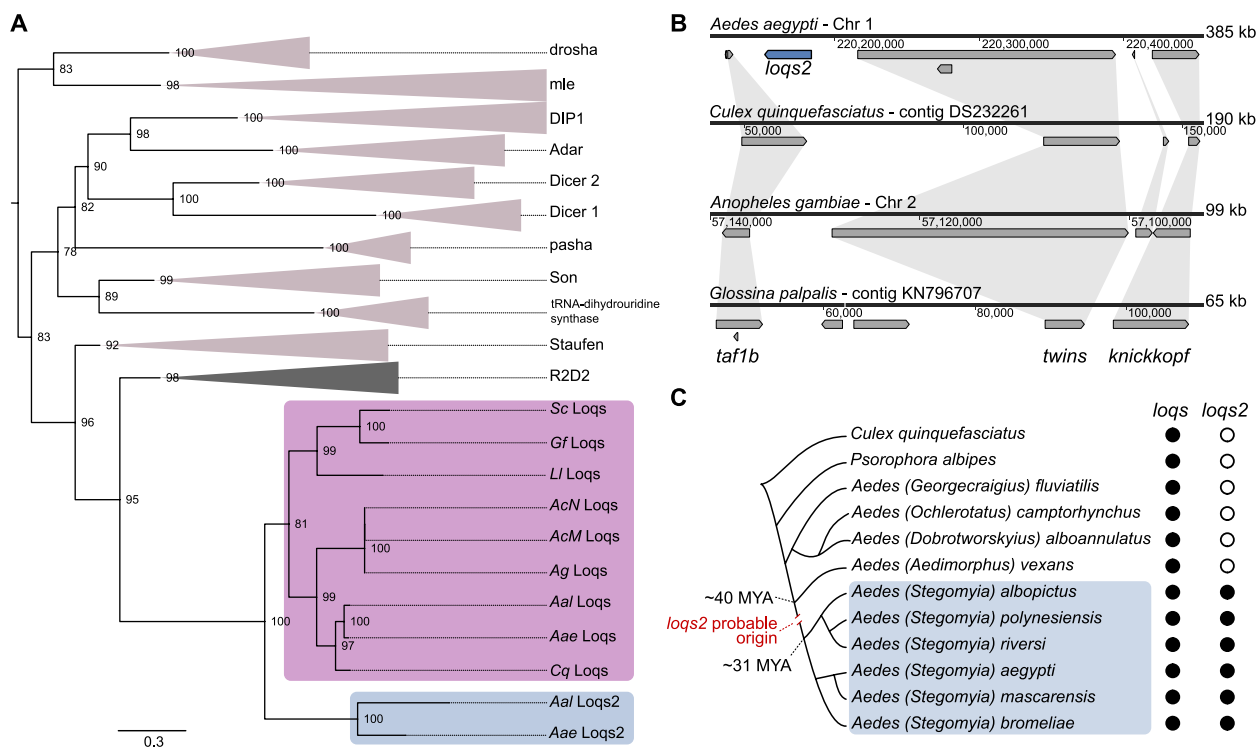 A
drosha
100
83
mle
98
DIP1
100
98
Adar
100
90
Dicer 2
100
100
82
Dicer 1
100
pasha
100
78
Son
99
89
tRNA-dihydrouridine
synthase
100
83
Staufen
92
R2D2
98
96
Sc Loqs
100
Gf Loqs
99
Ll Loqs
95
81
AcN Loqs
AcM Loqs
100
Ag Loqs
99
Aal Loqs
100
Aae Loqs
97
100
Cq Loqs
Aal Loqs2
100
Aae Loqs2
0.3
B
Aedes aegypti - Chr 1
385 kb
220,200,000
220,300,000
220,400,000
loqs2
Culex quinquefasciatus - contig DS232261
190 kb
50,000
100,000
150,000
Anopheles gambiae - Chr 2
99 kb
57,140,000
57,120,000
57,100,000
Glossina palpalis - contig KN796707
65 kb
60,000
80,000
100,000
taf1b
twins
knickkopf
C
loqs
loqs2
Culex quinquefasciatus
Psorophora albipes
Aedes (Georgecraigius) fluviatilis
Aedes (Ochlerotatus) camptorhynchus
Aedes (Dobrotworskyius) alboannulatus
Aedes (Aedimorphus) vexans
~40 MYA
Aedes (Stegomyia) albopictus
loqs2 probable
origin
Aedes (Stegomyia) polynesiensis
Aedes (Stegomyia) riversi
~31 MYA
Aedes (Stegomyia) aegypti
Aedes (Stegomyia) mascarensis
Aedes (Stegomyia) bromeliae